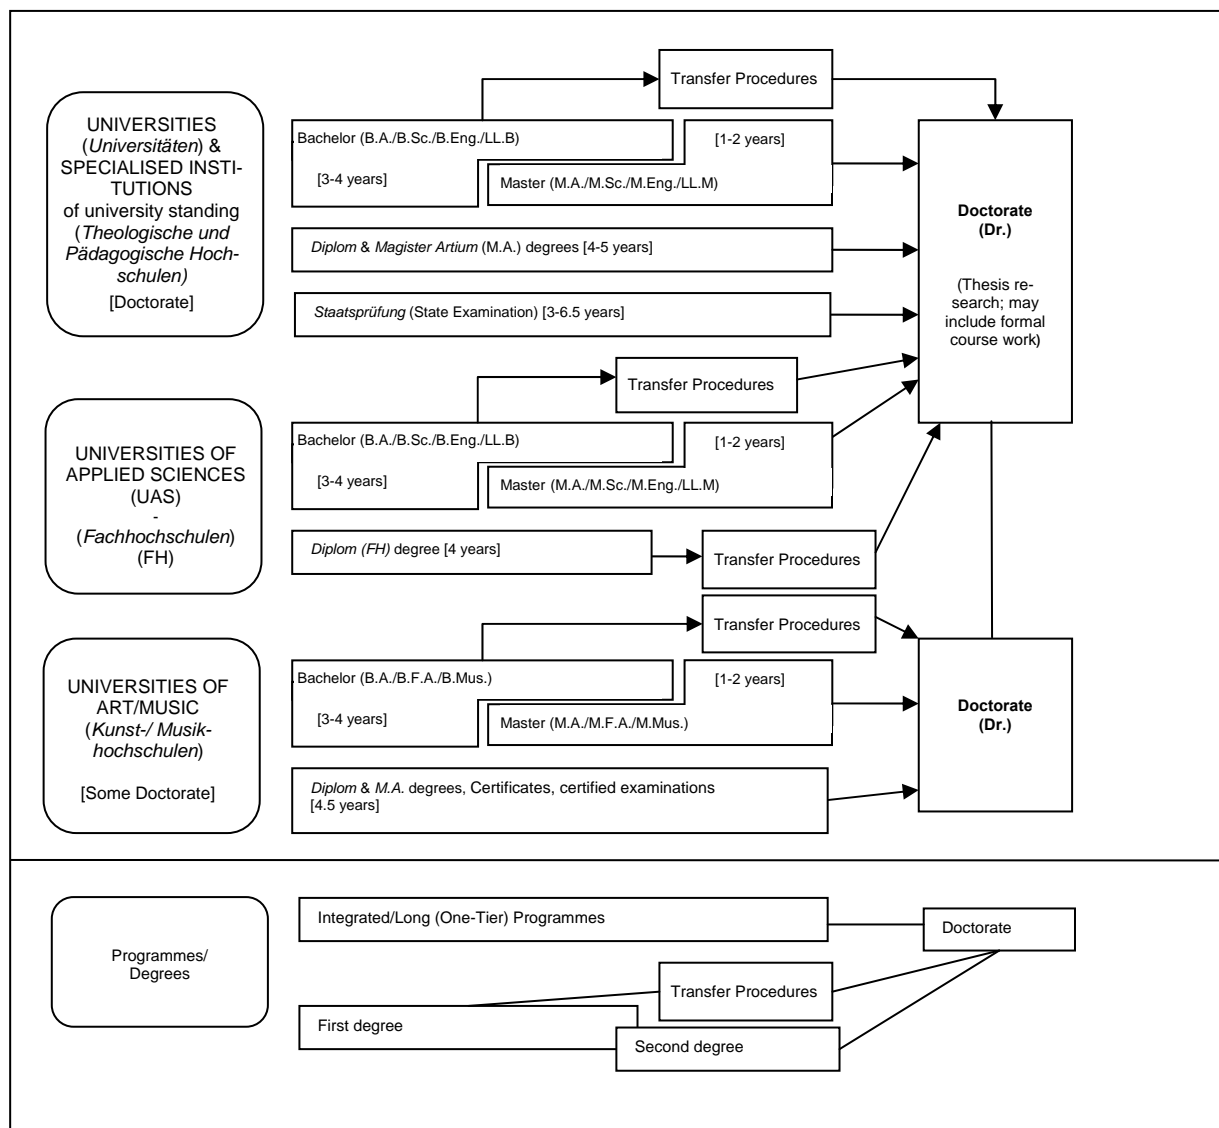 Transfer Procedures
UNIVERSITIES
(Universitäten) &
SPECIALISED INSTI-
TUTIONS
of university standing
(Theologische und
Pädagogische Hoch-
schulen)
[Doctorate]
Bachelor (B.A./B.Sc./B.Eng./LL.B)
[3-4 years]
[1-2 years]
Master (M.A./M.Sc./M.Eng./LL.M)
Diplom & Magister Artium (M.A.) degrees [4-5 years]
Staatsprüfung (State Examination) [3-6.5 years]
Doctorate
(Dr.)
(Thesis re-
search; may
include formal
course work)
UNIVERSITIES OF
APPLIED SCIENCES
(UAS)
-
(Fachhochschulen)
(FH)
Transfer Procedures
Bachelor (B.A./B.Sc./B.Eng./LL.B)
[3-4 years]
[1-2 years]
Master (M.A./M.Sc./M.Eng./LL.M)
Diplom (FH) degree [4 years]
Transfer Procedures
UNIVERSITIES OF
ART/MUSIC
(Kunst-/ Musik-
hochschulen)
[Some Doctorate]
Transfer Procedures
Bachelor (B.A./B.F.A./B.Mus.)
[3-4 years]
[1-2 years]
Master (M.A./M.F.A./M.Mus.)
Diplom & M.A. degrees, Certificates, certified examinations
[4.5 years]
Doctorate
(Dr.)
Programmes/
Degrees
Integrated/Long (One-Tier) Programmes
Doctorate
Transfer Procedures
First degree
Second degree